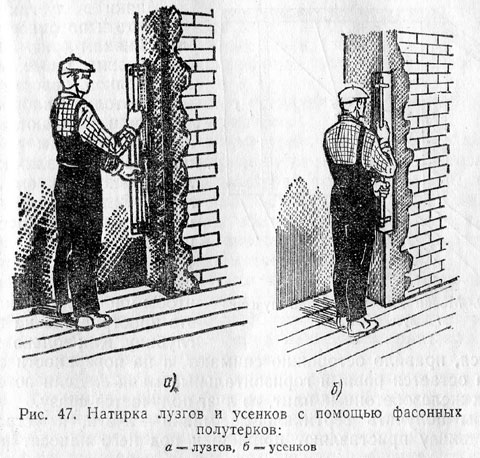 а)
б)
Рис. 47. Натирка лузгов и усенков с помощью фасонных
полутерков:
а — лузгов, б — усенков